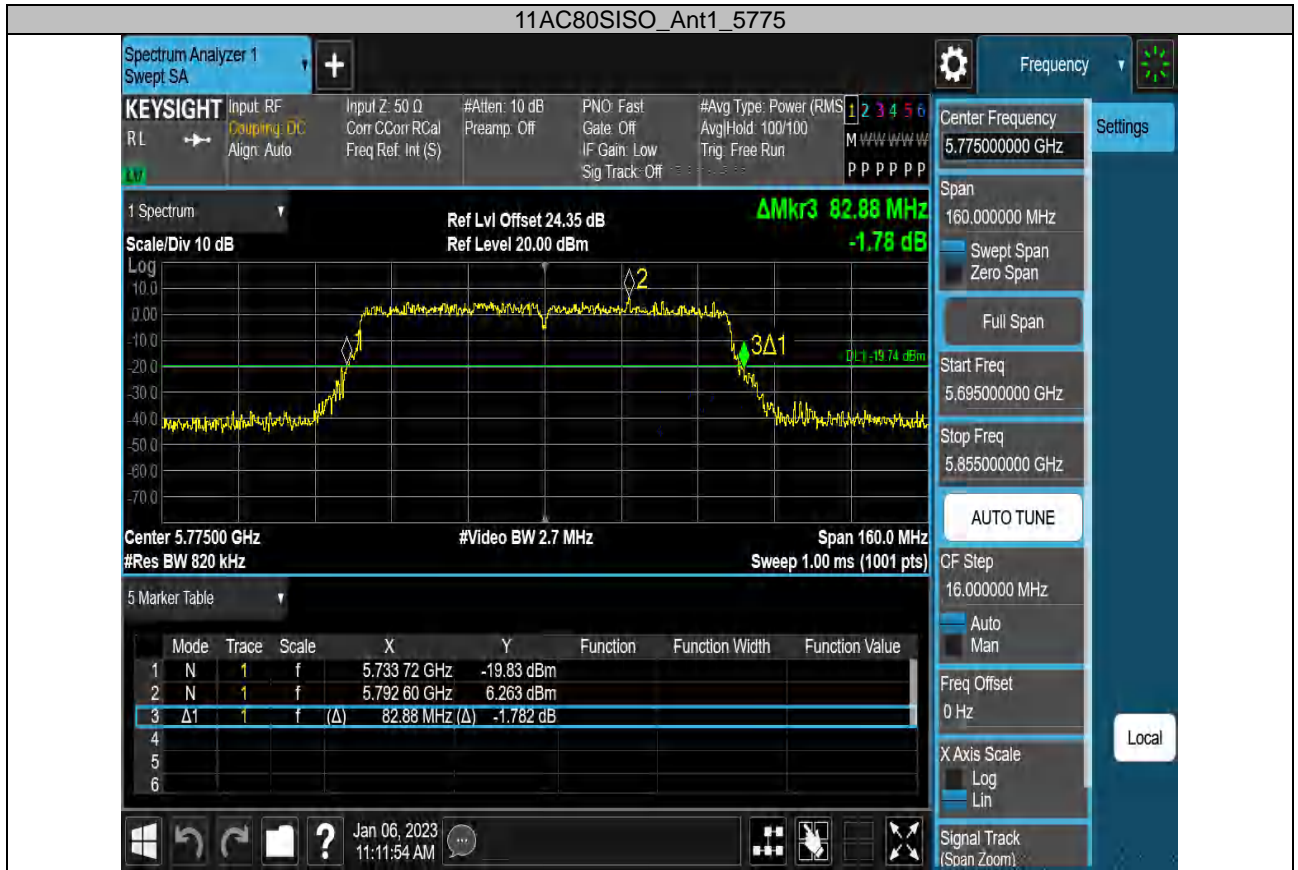 11AC80SISO_Ant1_5775
Spectrum Analyzer 1
Swept SA
Frequency
KEYSIGHT
RL
Input: RF
Coupling: DC
Align: Auto
Input Z: 50 Ω
Corr CCorr RCal
Freq Ref: Int (S)
#Atten: 10 dB
Preamp: Off
PNO: Fast
Gate: Off
IF Gain: Low
Sig Track: Off
#Avg Type: Power (RMS
Avg|Hold: 100/100
Trig: Free Run
1 2 3 4 5 6
M W W W W W
P P P P P P
Center Frequency
5.775000000 GHz
Settings
Span
160.000000 MHz
Swept Span
Zero Span
Full Span
Start Freq
5.695000000 GHz
Stop Freq
5.855000000 GHz
AUTO TUNE
CF Step
16.000000 MHz
Auto
Man
Freq Offset
0 Hz
X Axis Scale
Log
Lin
Signal Track
(Span Zoom)
Local
1 Spectrum
Scale/Div 10 dB
Ref Lvl Offset 24.35 dB
Ref Level 20.00 dBm
ΔMkr3 82.88 MHz
-1.78 dB
Log
10.0
0.00
-10.0
-20.0
-30.0
-40.0
-50.0
-60.0
-70.0
1
2
3Δ1
DL1 -19.74 dBm
Center 5.77500 GHz
#Video BW 2.7 MHz
Span 160.0 MHz
#Res BW 820 kHz
Sweep 1.00 ms (1001 pts)
5 Marker Table
Mode Trace Scale X Y Function Function Width Function Value
1 N 1 f 5.733 72 GHz -19.83 dBm
2 N 1 f 5.792 60 GHz 6.263 dBm
3 Δ1 1 f (Δ) 82.88 MHz (Δ) -1.782 dB
4
5
6
Jan 06, 2023
11:11:54 AM